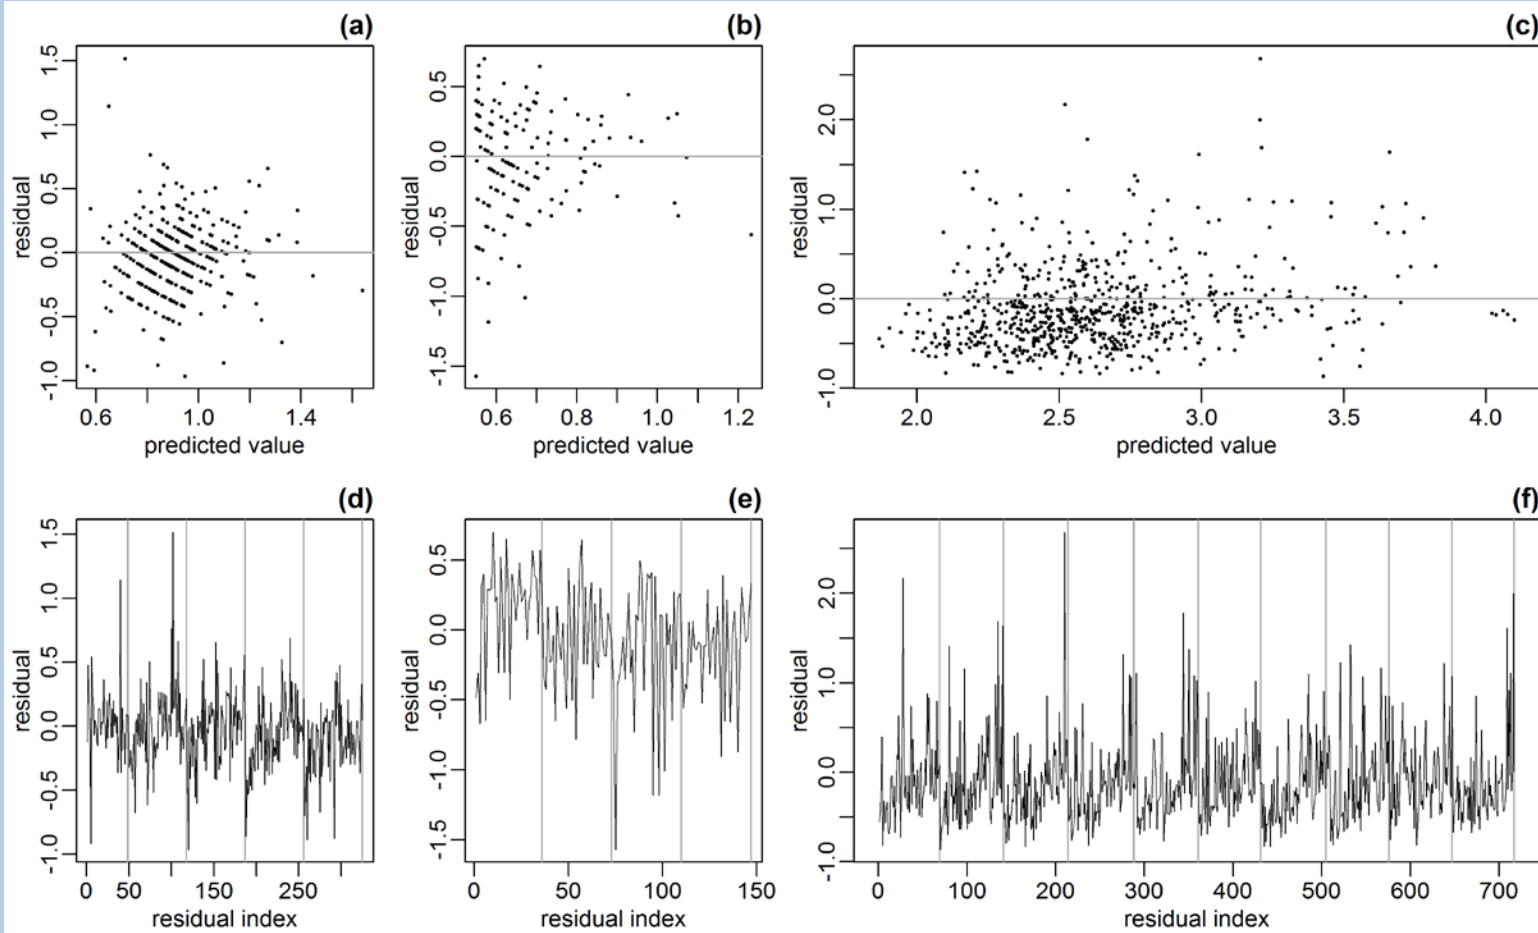 (a)
1.5
1.0
0.5
0.0
-0.5
-1.0
residual
0.6 1.0 1.4
predicted value
(b)
0.5
0.0
-0.5
-1.0
-1.5
residual
0.6 0.8 1.0 1.2
predicted value
(c)
2.0
1.0
0.0
-1.0
residual
2.0 2.5 3.0 3.5 4.0
predicted value
(d)
1.5
1.0
0.5
0.0
-0.5
-1.0
residual
0 50 150 250
residual index
(e)
0.5
0.0
-0.5
-1.0
-1.5
residual
0 50 100 150
residual index
(f)
2.0
1.0
0.0
-1.0
residual
0 100 200 300 400 500 600 700
residual index